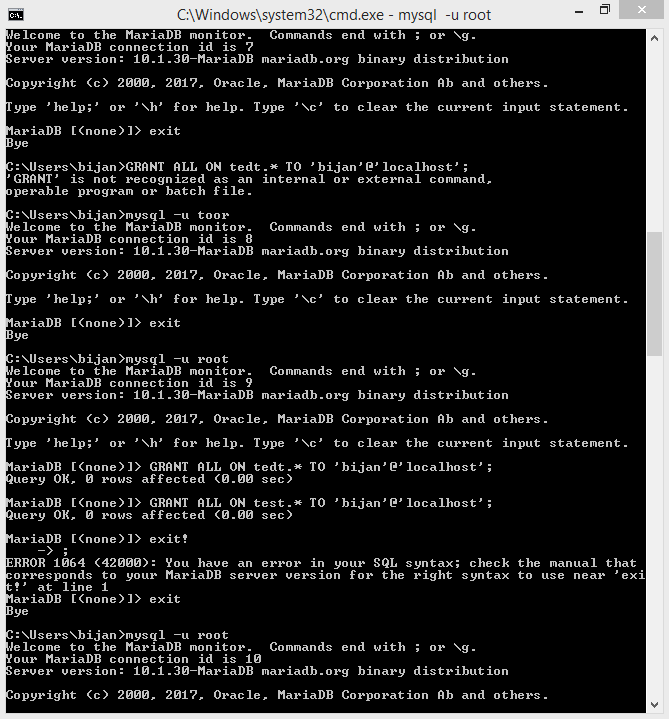 C:\Windows\system32\cmd.exe - mysql  -u root
Welcome to the MariaDB monitor.  Commands end with ; or \g.
Your MariaDB connection id is 7
Server version: 10.1.30-MariaDB mariadb.org binary distribution
Copyright (c) 2000, 2017, Oracle, MariaDB Corporation Ab and others.
Type 'help;' or '\h' for help. Type '\c' to clear the current input statement.
MariaDB [(none)]> exit
Bye
C:\Users\bijan>GRANT ALL ON tedt.* TO 'bijan'@'localhost';
'GRANT' is not recognized as an internal or external command,
operable program or batch file.
C:\Users\bijan>mysql -u toor
Welcome to the MariaDB monitor.  Commands end with ; or \g.
Your MariaDB connection id is 8
Server version: 10.1.30-MariaDB mariadb.org binary distribution
Copyright (c) 2000, 2017, Oracle, MariaDB Corporation Ab and others.
Type 'help;' or '\h' for help. Type '\c' to clear the current input statement.
MariaDB [(none)]> exit
Bye
C:\Users\bijan>mysql -u root
Welcome to the MariaDB monitor.  Commands end with ; or \g.
Your MariaDB connection id is 9
Server version: 10.1.30-MariaDB mariadb.org binary distribution
Copyright (c) 2000, 2017, Oracle, MariaDB Corporation Ab and others.
Type 'help;' or '\h' for help. Type '\c' to clear the current input statement.
MariaDB [(none)]> GRANT ALL ON tedt.* TO 'bijan'@'localhost';
Query OK, 0 rows affected (0.00 sec)
MariaDB [(none)]> GRANT ALL ON test.* TO 'bijan'@'localhost';
Query OK, 0 rows affected (0.00 sec)
MariaDB [(none)]> exit!
    -> ;
ERROR 1064 (42000): You have an error in your SQL syntax; check the manual that
corresponds to your MariaDB server version for the right syntax to use near 'exi
t!' at line 1
MariaDB [(none)]> exit
Bye
C:\Users\bijan>mysql -u root
Welcome to the MariaDB monitor.  Commands end with ; or \g.
Your MariaDB connection id is 10
Server version: 10.1.30-MariaDB mariadb.org binary distribution
Copyright (c) 2000, 2017, Oracle, MariaDB Corporation Ab and others.